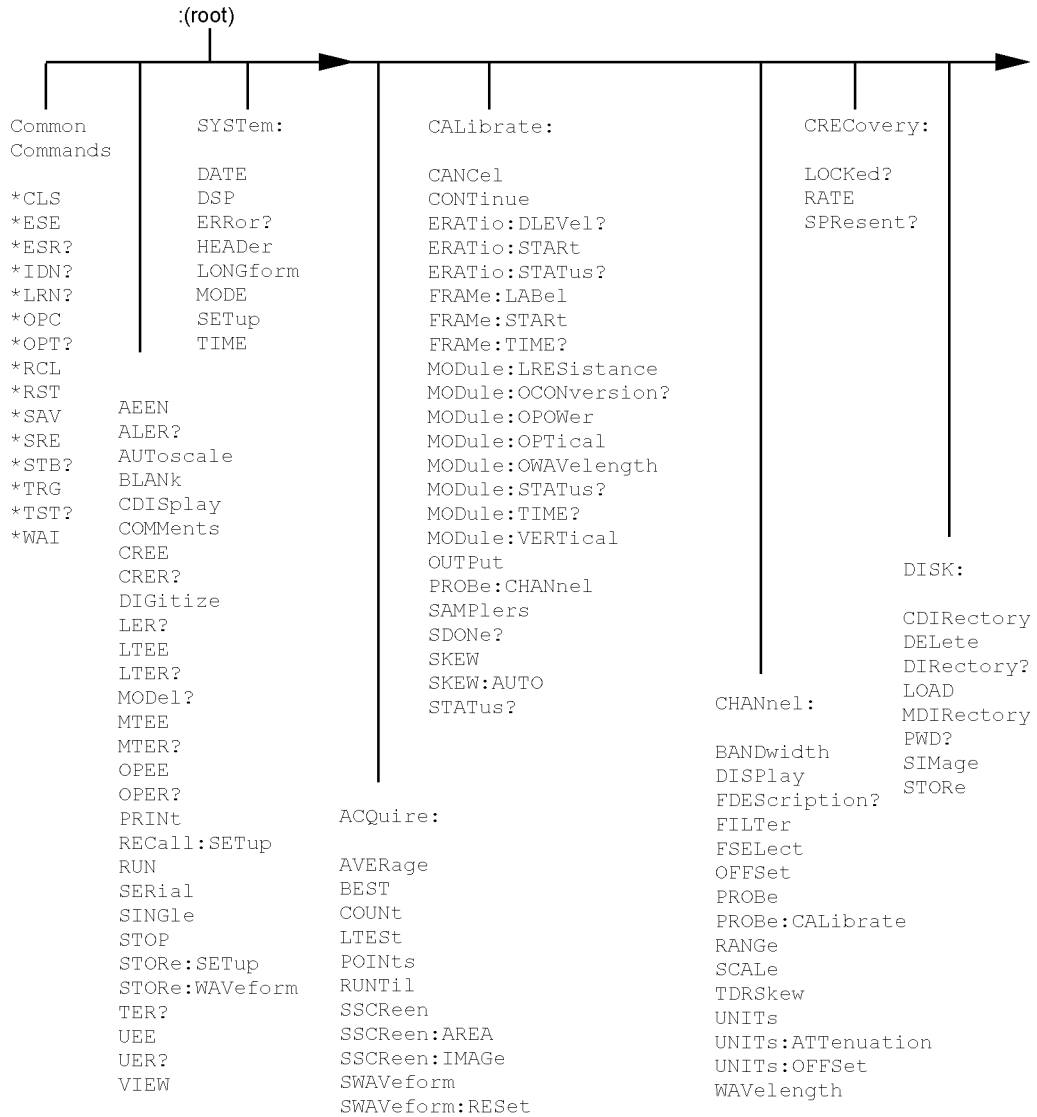 :(root)
Common
Commands
*CLS
*ESE
*ESR?
*IDN?
*LRN?
*OPC
*OPT?
*RCL
*RST
*SAV
*SRE
*STB?
*TRG
*TST?
*WAI
SYSTem:
DATE
DSP
ERRor?
HEADer
LONGform
MODE
SETup
TIME
AEEN
ALER?
AUToscale
BLANk
CDISplay
COMMents
CREE
CRER?
DIGitize
LER?
LTEE
LTER?
MODel?
MTEE
MTER?
OPEE
OPER?
PRINt
RECall:SETup
RUN
SERial
SINGle
STOP
STORe:SETup
STORe:WAVeform
TER?
UEE
UER?
VIEW
CALibrate:
CANCel
CONTinue
ERATio:DLEVel?
ERATio:STARt
ERATio:STATus?
FRAMe:LABel
FRAMe:STARt
FRAMe:TIME?
MODule:LRESistance
MODule:OCONversion?
MODule:OPOWer
MODule:OPTical
MODule:OWAVelength
MODule:STATus?
MODule:TIME?
MODule:VERTical
OUTPut
PROBe:CHANnel
SAMPlers
SDONe?
SKEW
SKEW:AUTO
STATus?
ACQuire:
AVERage
BEST
COUNt
LTESt
POINts
RUNTil
SSCReen
SSCReen:AREA
SSCReen:IMAGe
SWAVeform
SWAVeform:RESet
CRECovery:
LOCKed?
RATE
SPResent?
CHANnel:
BANDwidth
DISPlay
FDEScription?
FILTer
FSELect
OFFSet
PROBe
PROBe:CALibrate
RANGe
SCALe
TDRSkew
UNITs
UNITs:ATTenuation
UNITs:OFFSet
WAVelength
DISK:
CDIRectory
DELete
DIRectory?
LOAD
MDIRectory
PWD?
SIMage
STORe